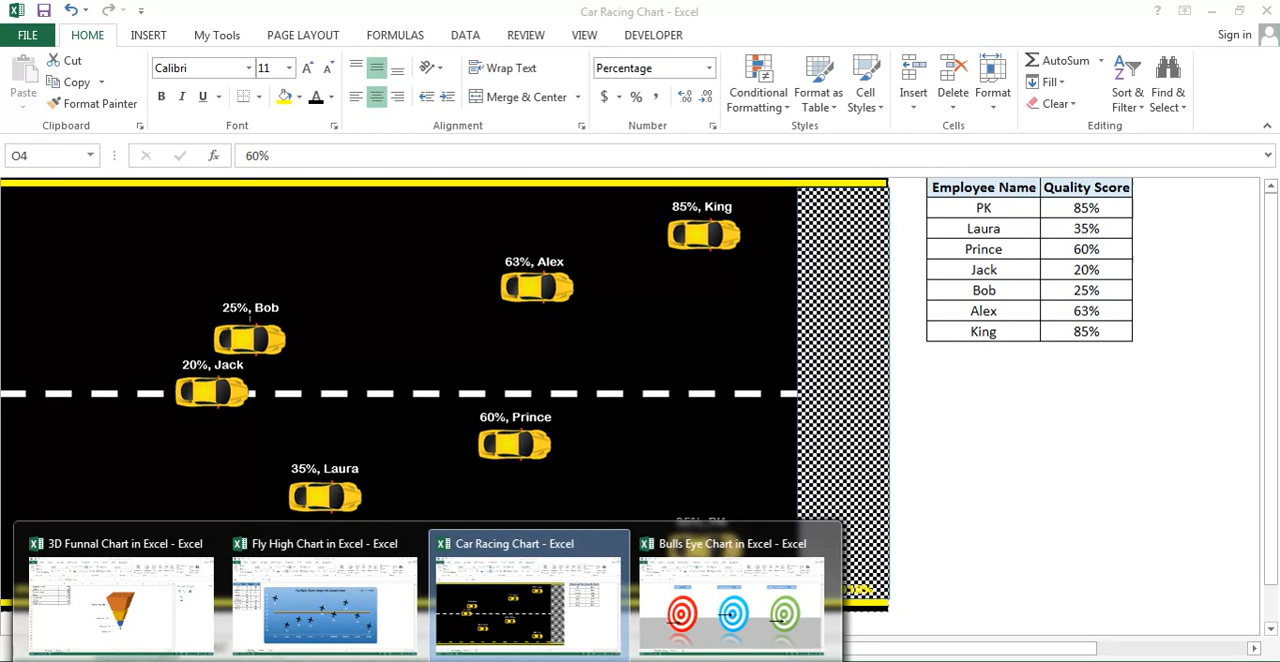 Car Racing Chart - Excel
?
FILE
HOME
INSERT
My Tools
PAGE LAYOUT
FORMULAS
DATA
REVIEW
VIEW
DEVELOPER
Sign in
Paste
Cut
Copy
Format Painter
Clipboard
Calibri
11
B I U
Font
Wrap Text
Merge & Center
Alignment
Percentage
$ % ,
Number
Conditional Formatting
Format as Table
Cell Styles
Styles
Insert
Delete
Format
Cells
AutoSum
Fill
Clear
Sort & Filter
Find & Select
Editing
O4
fx
60%
85%, King
63%, Alex
25%, Bob
20%, Jack
60%, Prince
35%, Laura
Employee Name Quality Score
PK 85%
Laura 35%
Prince 60%
Jack 20%
Bob 25%
Alex 63%
King 85%
3D Funnal Chart in Excel - Excel
Fly High Chart in Excel - Excel
Car Racing Chart - Excel
Bulls Eye Chart in Excel - Excel